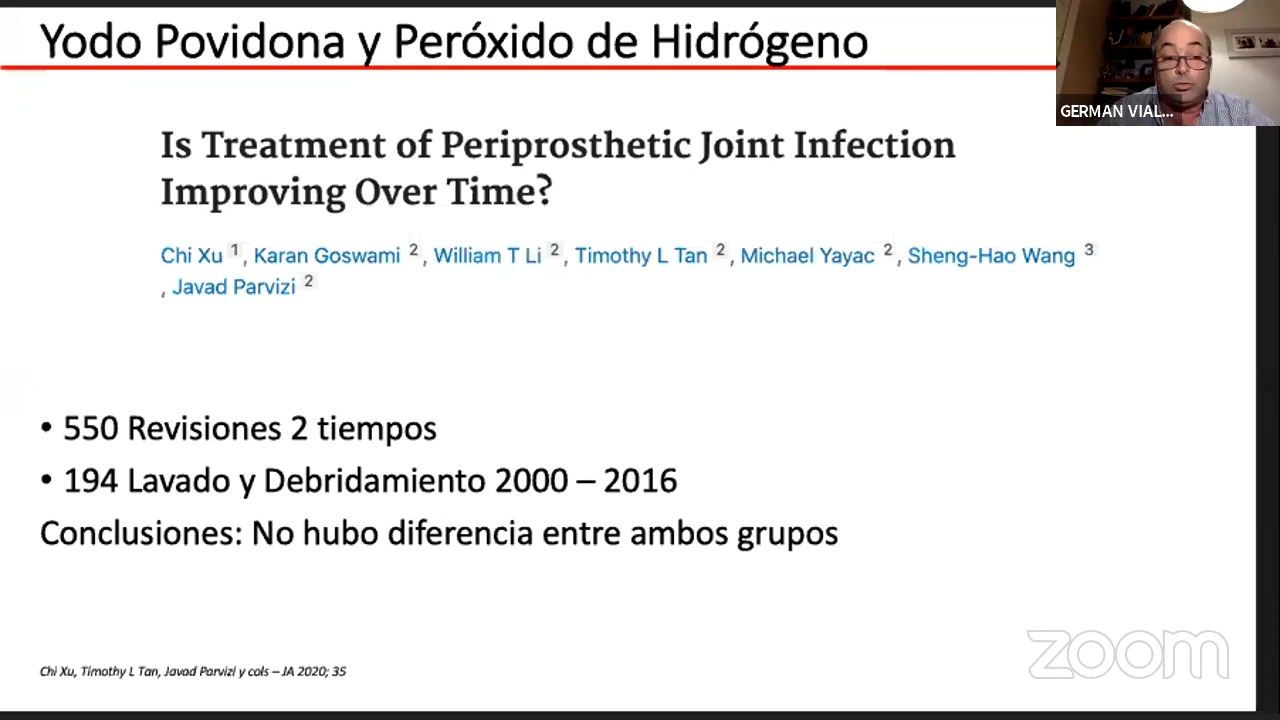 Yodo Povidona y Peróxido de Hidrógeno
GERMAN VIAL...
Is Treatment of Periprosthetic Joint Infection
Improving Over Time?
Chi Xu 1, Karan Goswami 2, William T Li 2, Timothy L Tan 2, Michael Yayac 2, Sheng-Hao Wang 3
, Javad Parvizi 2
• 550 Revisiones 2 tiempos
• 194 Lavado y Debridamiento 2000 – 2016
Conclusiones: No hubo diferencia entre ambos grupos
Chi Xu, Timothy L Tan, Javad Parvizi y cols – JA 2020; 35
zoom